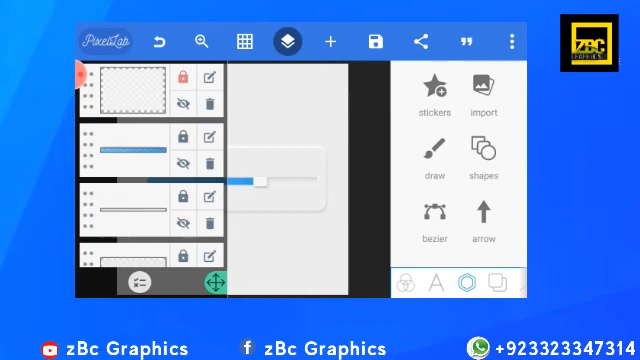 PixelLab
zBC
GRAPHICS
stickers
import
draw
shapes
bezier
arrow
zBc Graphics
zBc Graphics
+923323347314